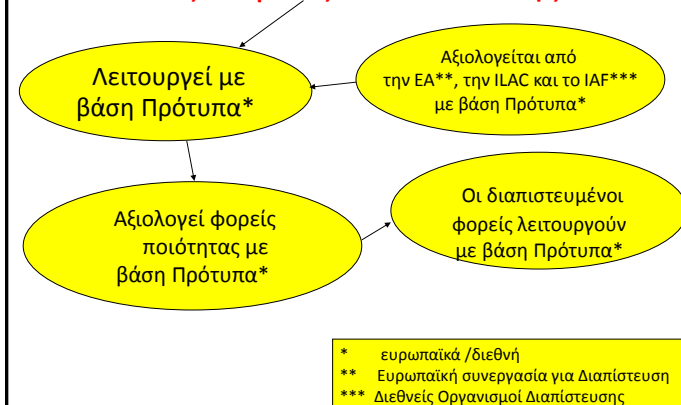 Λειτουργεί με
βάση Πρότυπα*
Αξιολογείται από
την ΕΑ**, την ILAC και το IAF***
με βάση Πρότυπα*
Αξιολογεί φορείς
ποιότητας με
βάση Πρότυπα*
Οι διαπιστευμένοι
φορείς λειτουργούν
με βάση Πρότυπα*
* ευρωπαϊκά /διεθνή
** Ευρωπαϊκή συνεργασία για Διαπίστευση
*** Διεθνείς Οργανισμοί Διαπίστευσης